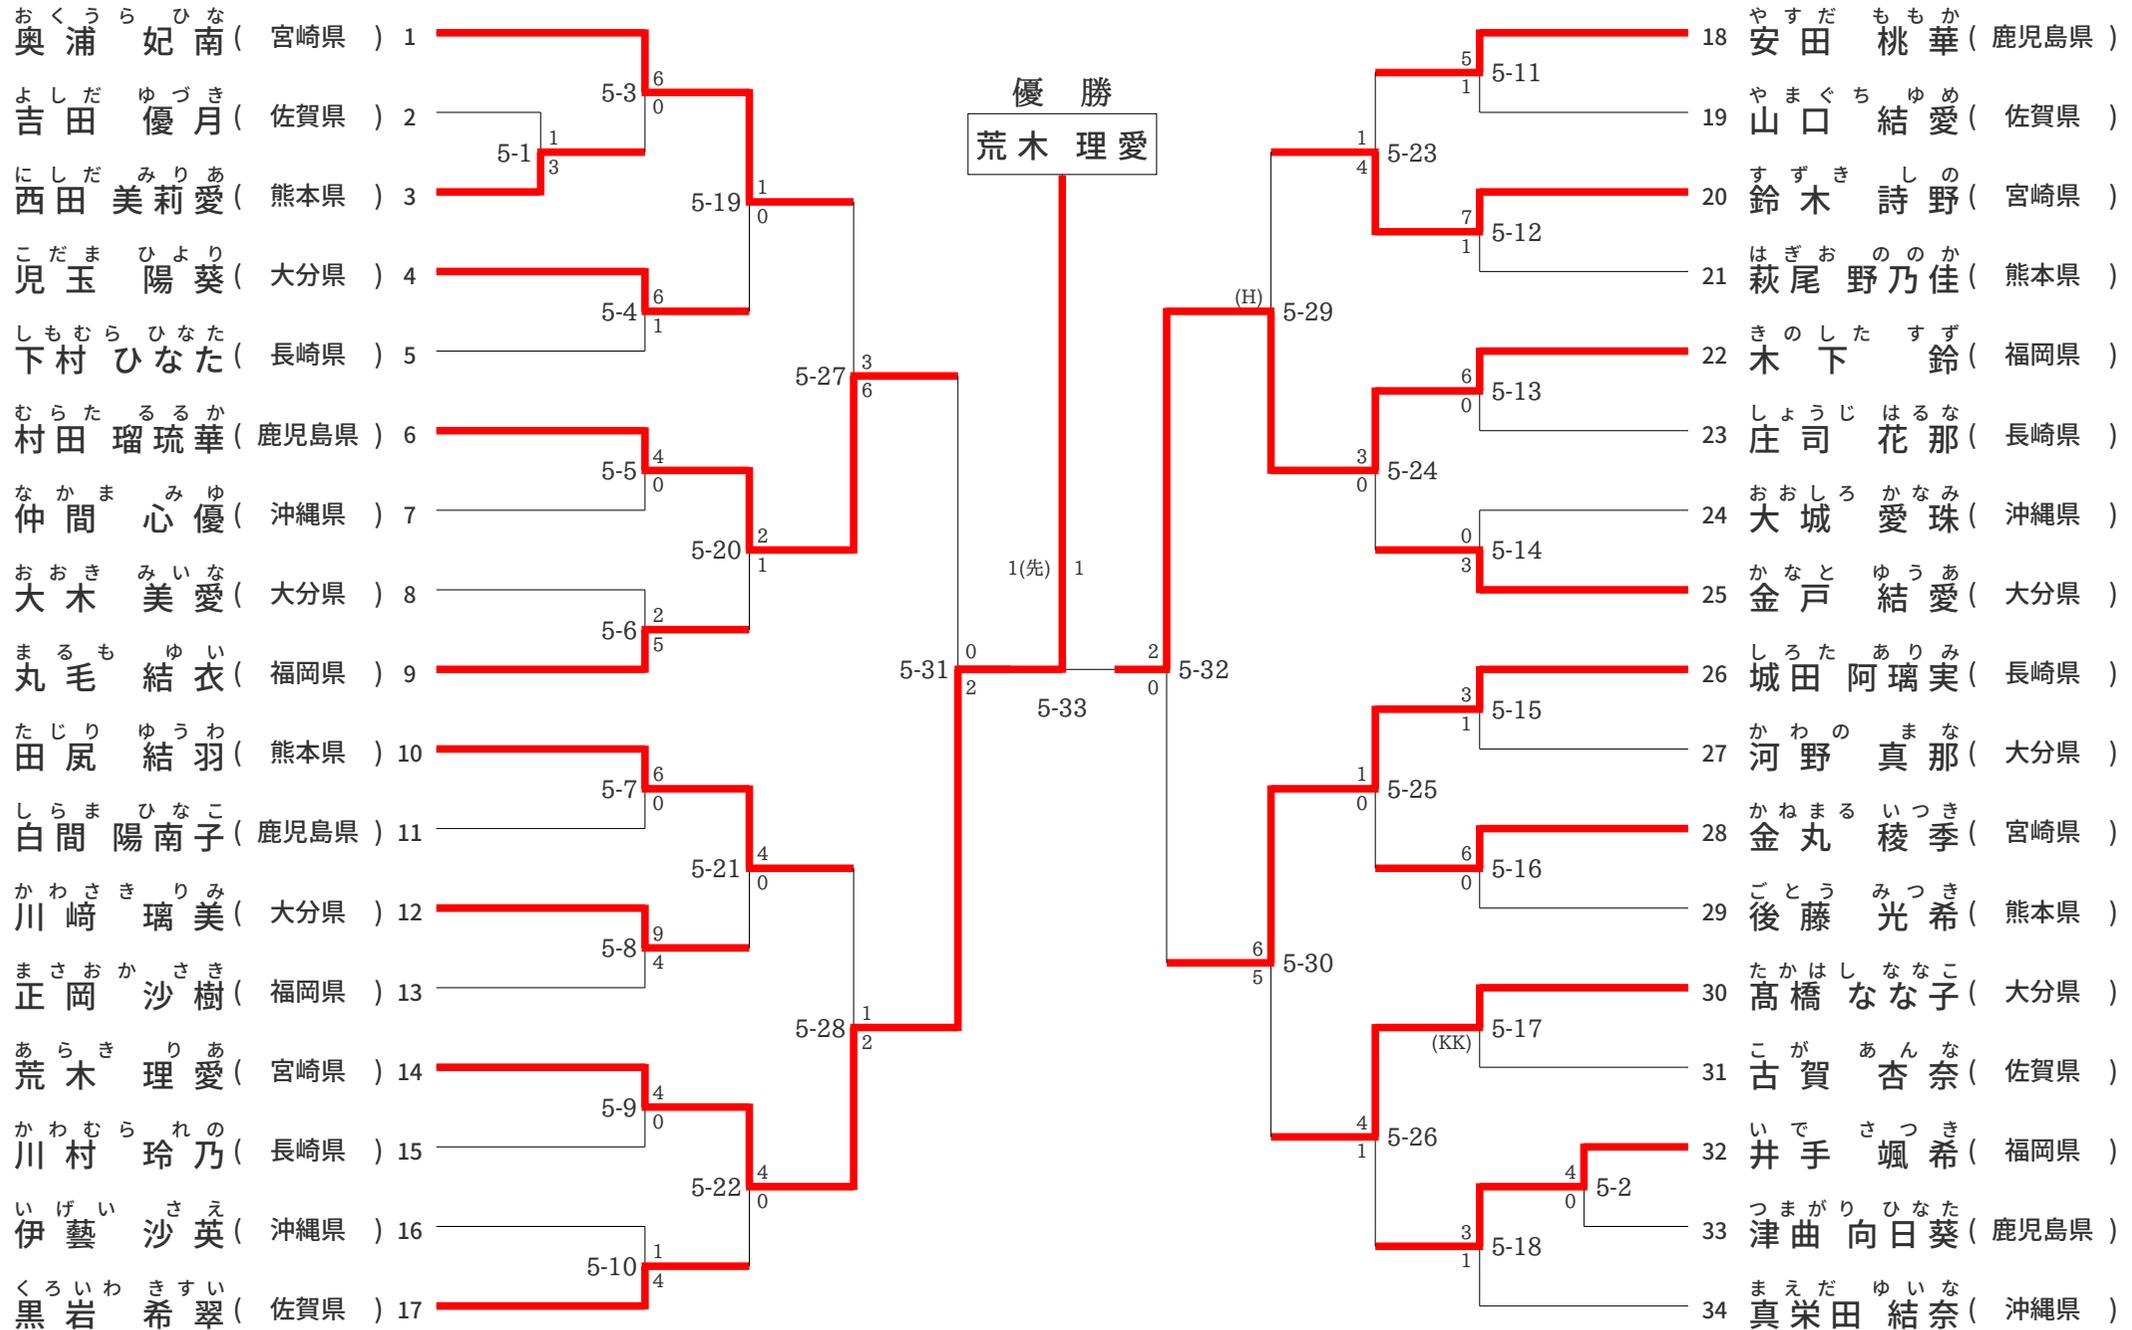 おくうら ひな
奥浦 妃南 ( 宮崎県 ) 1
よしだ ゆづき
吉田 優月 ( 佐賀県 ) 2
にしだ みりあ
西田 美莉愛 ( 熊本県 ) 3
こだま ひより
児玉 陽葵 ( 大分県 ) 4
しもむら ひなた
下村 ひなた ( 長崎県 ) 5
むらた るるか
村田 瑠琉華 ( 鹿児島県 ) 6
なかま みゆ
仲間 心優 ( 沖縄県 ) 7
おおき みいな
大木 美愛 ( 大分県 ) 8
まるも ゆい
丸毛 結衣 ( 福岡県 ) 9
たじり ゆうわ
田尻 結羽 ( 熊本県 ) 10
しらま ひなこ
白間 陽南子 ( 鹿児島県 ) 11
かわさき りみ
川﨑 璃美 ( 大分県 ) 12
まさおか さき
正岡 沙樹 ( 福岡県 ) 13
あらき りあ
荒木 理愛 ( 宮崎県 ) 14
かわむら れの
川村 玲乃 ( 長崎県 ) 15
いげい さえ
伊藝 沙英 ( 沖縄県 ) 16
くろいわ きすい
黒岩 希翠 ( 佐賀県 ) 17
5-1
1
3
5-3
6
0
5-4
6
1
5-5
4
0
5-6
2
5
5-7
6
0
5-8
9
4
5-9
4
0
5-10
1
4
5-19
1
0
5-20
2
1
5-21
4
0
5-22
4
0
5-27
3
6
5-28
1
2
5-31
0
2
優 勝
荒木 理愛
1(先) 1
5-33
5-32
2
0
5-29
(H)
5-30
6
5
5-23
1
4
5-24
3
0
5-25
1
0
5-26
4
1
5-11
5
1
5-12
7
1
5-13
6
0
5-14
0
3
5-15
3
1
5-16
6
0
5-17
(KK)
5-18
3
1
5-2
4
0
やすだ ももか
18 安田 桃華 ( 鹿児島県 )
やまぐち ゆめ
19 山口 結愛 ( 佐賀県 )
すずき しの
20 鈴木 詩野 ( 宮崎県 )
はぎお ののか
21 萩尾 野乃佳 ( 熊本県 )
きのした すず
22 木下 鈴 ( 福岡県 )
しょうじ はるな
23 庄司 花那 ( 長崎県 )
おおしろ かなみ
24 大城 愛珠 ( 沖縄県 )
かなと ゆうあ
25 金戸 結愛 ( 大分県 )
しろた ありみ
26 城田 阿璃実 ( 長崎県 )
かわの まな
27 河野 真那 ( 大分県 )
かねまる いつき
28 金丸 稜季 ( 宮崎県 )
ごとう みつき
29 後藤 光希 ( 熊本県 )
たかはし ななこ
30 髙橋 なな子 ( 大分県 )
こが あんな
31 古賀 杏奈 ( 佐賀県 )
いで さつき
32 井手 颯希 ( 福岡県 )
つまがり ひなた
33 津曲 向日葵 ( 鹿児島県 )
まえだ ゆいな
34 真栄田 結奈 ( 沖縄県 )